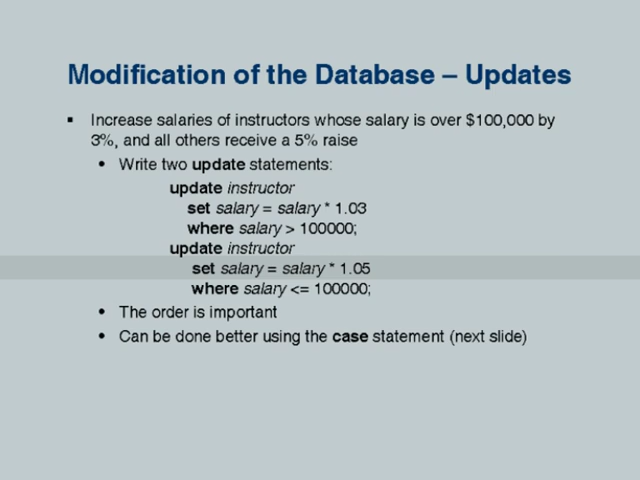 Modification of the Database – Updates
▪ Increase salaries of instructors whose salary is over $100,000 by
3%, and all others receive a 5% raise
• Write two update statements:
update instructor
set salary = salary * 1.03
where salary > 100000;
update instructor
set salary = salary * 1.05
where salary <= 100000;
• The order is important
• Can be done better using the case statement (next slide)